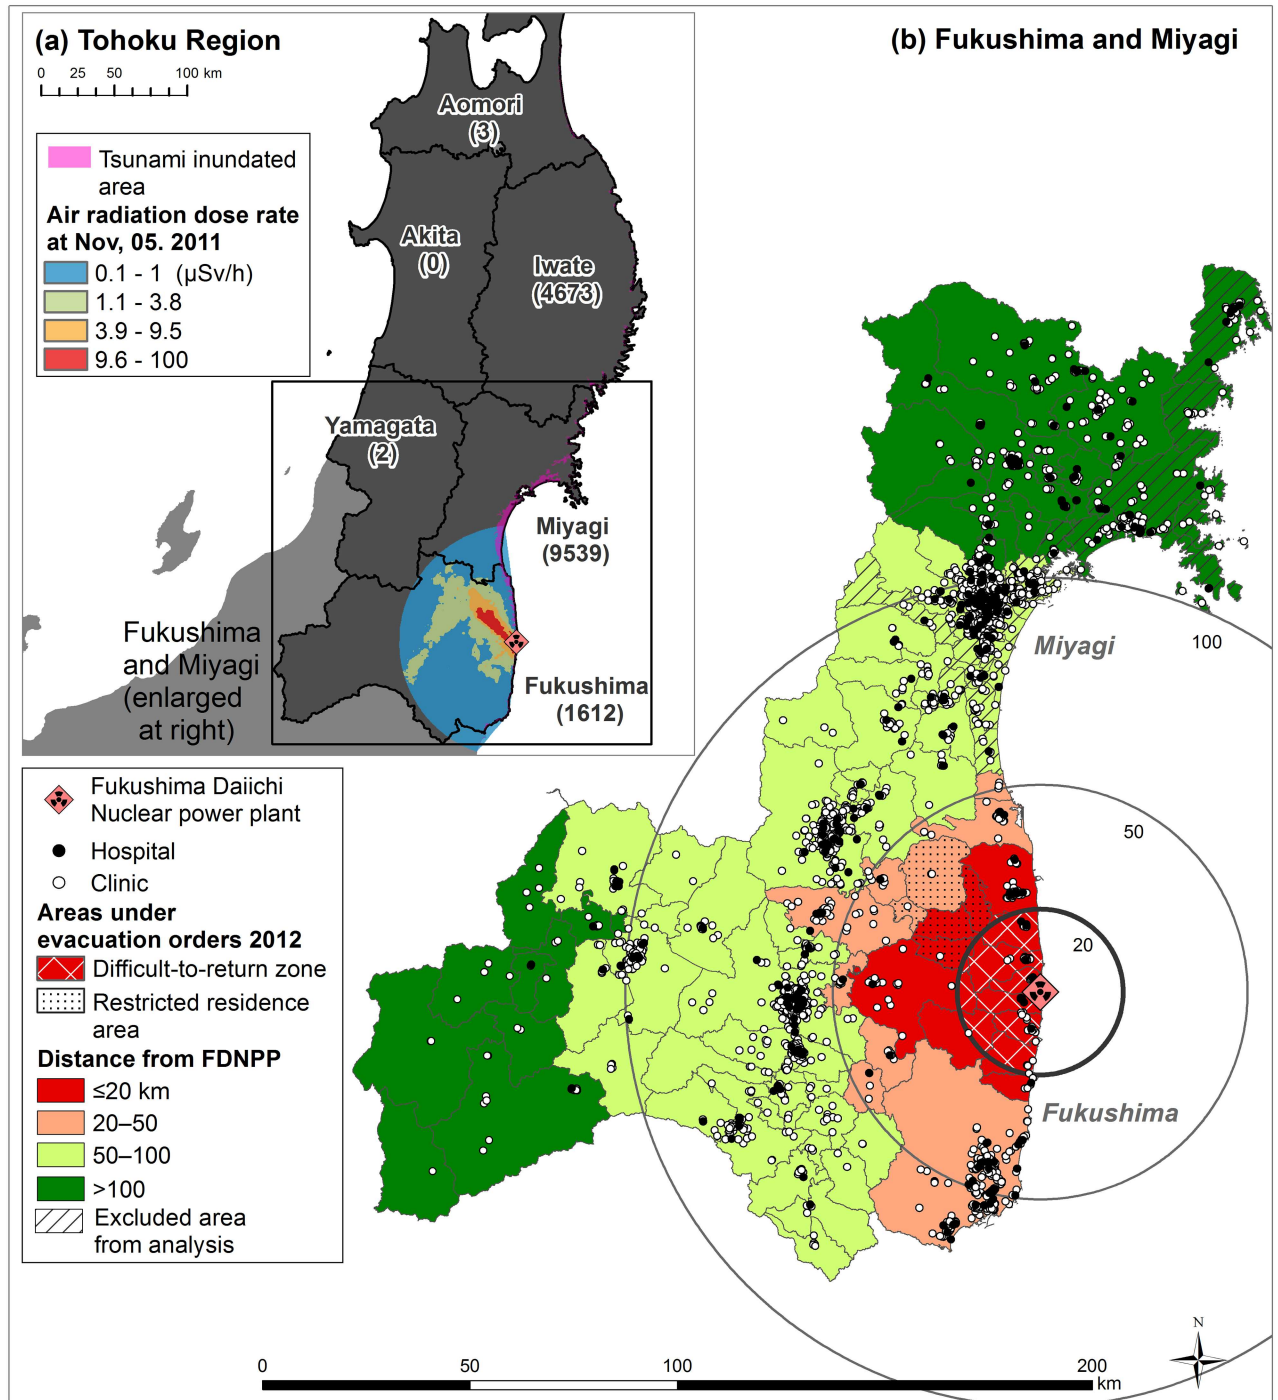 (a) Tohoku Region
0 25 50 100 km
Tsunami inundated
area
Air radiation dose rate
at Nov, 05. 2011
0.1 - 1 (µSv/h)
1.1 - 3.8
3.9 - 9.5
9.6 - 100
Aomori
(3)
Akita
(0)
Iwate
(4673)
Yamagata
(2)
Miyagi
(9539)
Fukushima
(1612)
Fukushima
and Miyagi
(enlarged
at right)
(b) Fukushima and Miyagi
Miyagi
100
50
20
Fukushima
Fukushima Daiichi
Nuclear power plant
Hospital
Clinic
Areas under
evacuation orders 2012
Difficult-to-return zone
Restricted residence
area
Distance from FDNPP
≤20 km
20–50
50–100
>100
Excluded area
from analysis
N
0 50 100 200
km